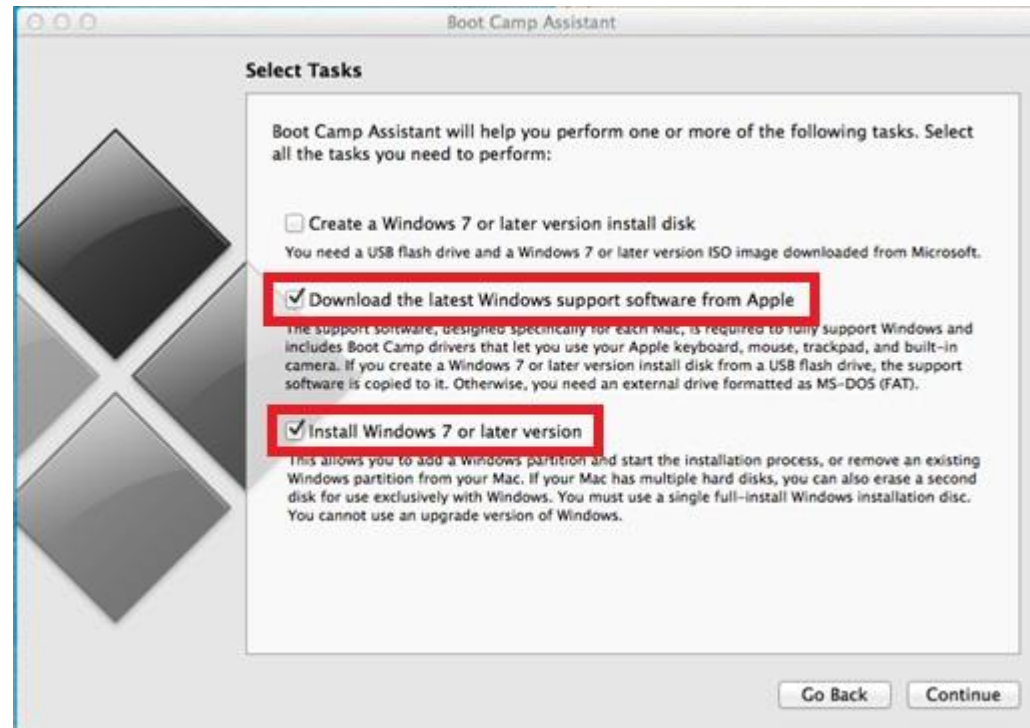 Boot Camp Assistant
Select Tasks
Boot Camp Assistant will help you perform one or more of the following tasks. Select
all the tasks you need to perform:
Create a Windows 7 or later version install disk
You need a USB flash drive and a Windows 7 or later version ISO image downloaded from Microsoft.
Download the latest Windows support software from Apple
The support software, designed specifically for each Mac, is required to fully support Windows and
includes Boot Camp drivers that let you use your Apple keyboard, mouse, trackpad, and built-in
camera. If you create a Windows 7 or later version install disk from a USB flash drive, the support
software is copied to it. Otherwise, you need an external drive formatted as MS-DOS (FAT).
Install Windows 7 or later version
This allows you to add a Windows partition and start the installation process, or remove an existing
Windows partition from your Mac. If your Mac has multiple hard disks, you can also erase a second
disk for use exclusively with Windows. You must use a single full-install Windows installation disc.
You cannot use an upgrade version of Windows.
Go Back
Continue